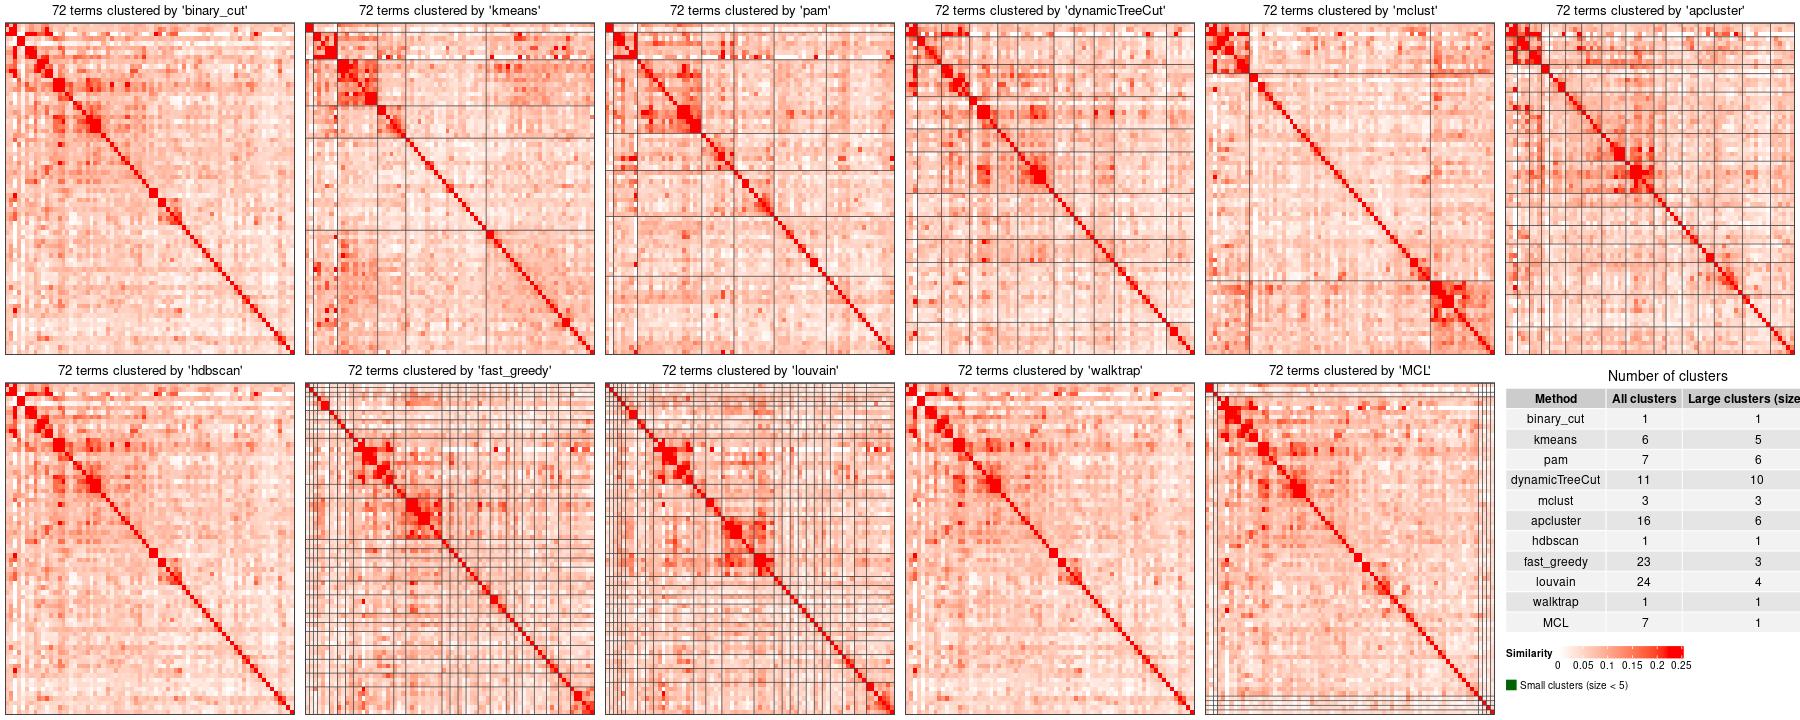 72 terms clustered by 'binary_cut'
72 terms clustered by 'kmeans'
72 terms clustered by 'pam'
72 terms clustered by 'dynamicTreeCut'
72 terms clustered by 'mclust'
72 terms clustered by 'apcluster'
72 terms clustered by 'hdbscan'
72 terms clustered by 'fast_greedy'
72 terms clustered by 'louvain'
72 terms clustered by 'walktrap'
72 terms clustered by 'MCL'
Number of clusters
Method All clusters Large clusters (size
binary_cut 1 1
kmeans 6 5
pam 7 6
dynamicTreeCut 11 10
mclust 3 3
apcluster 16 6
hdbscan 1 1
fast_greedy 23 3
louvain 24 4
walktrap 1 1
MCL 7 1
Similarity
0 0.05 0.1 0.15 0.2 0.25
Small clusters (size < 5)